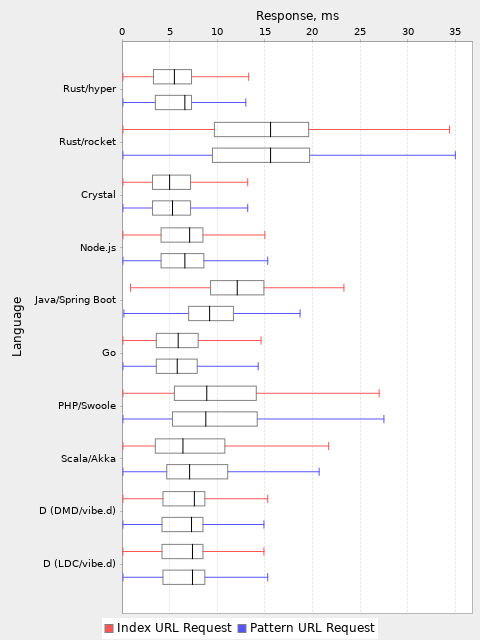 Response, ms
0 5 10 15 20 25 30 35
Language
Rust/hyper
Rust/rocket
Crystal
Node.js
Java/Spring Boot
Go
PHP/Swoole
Scala/Akka
D (DMD/vibe.d)
D (LDC/vibe.d)
Index URL Request Pattern URL Request